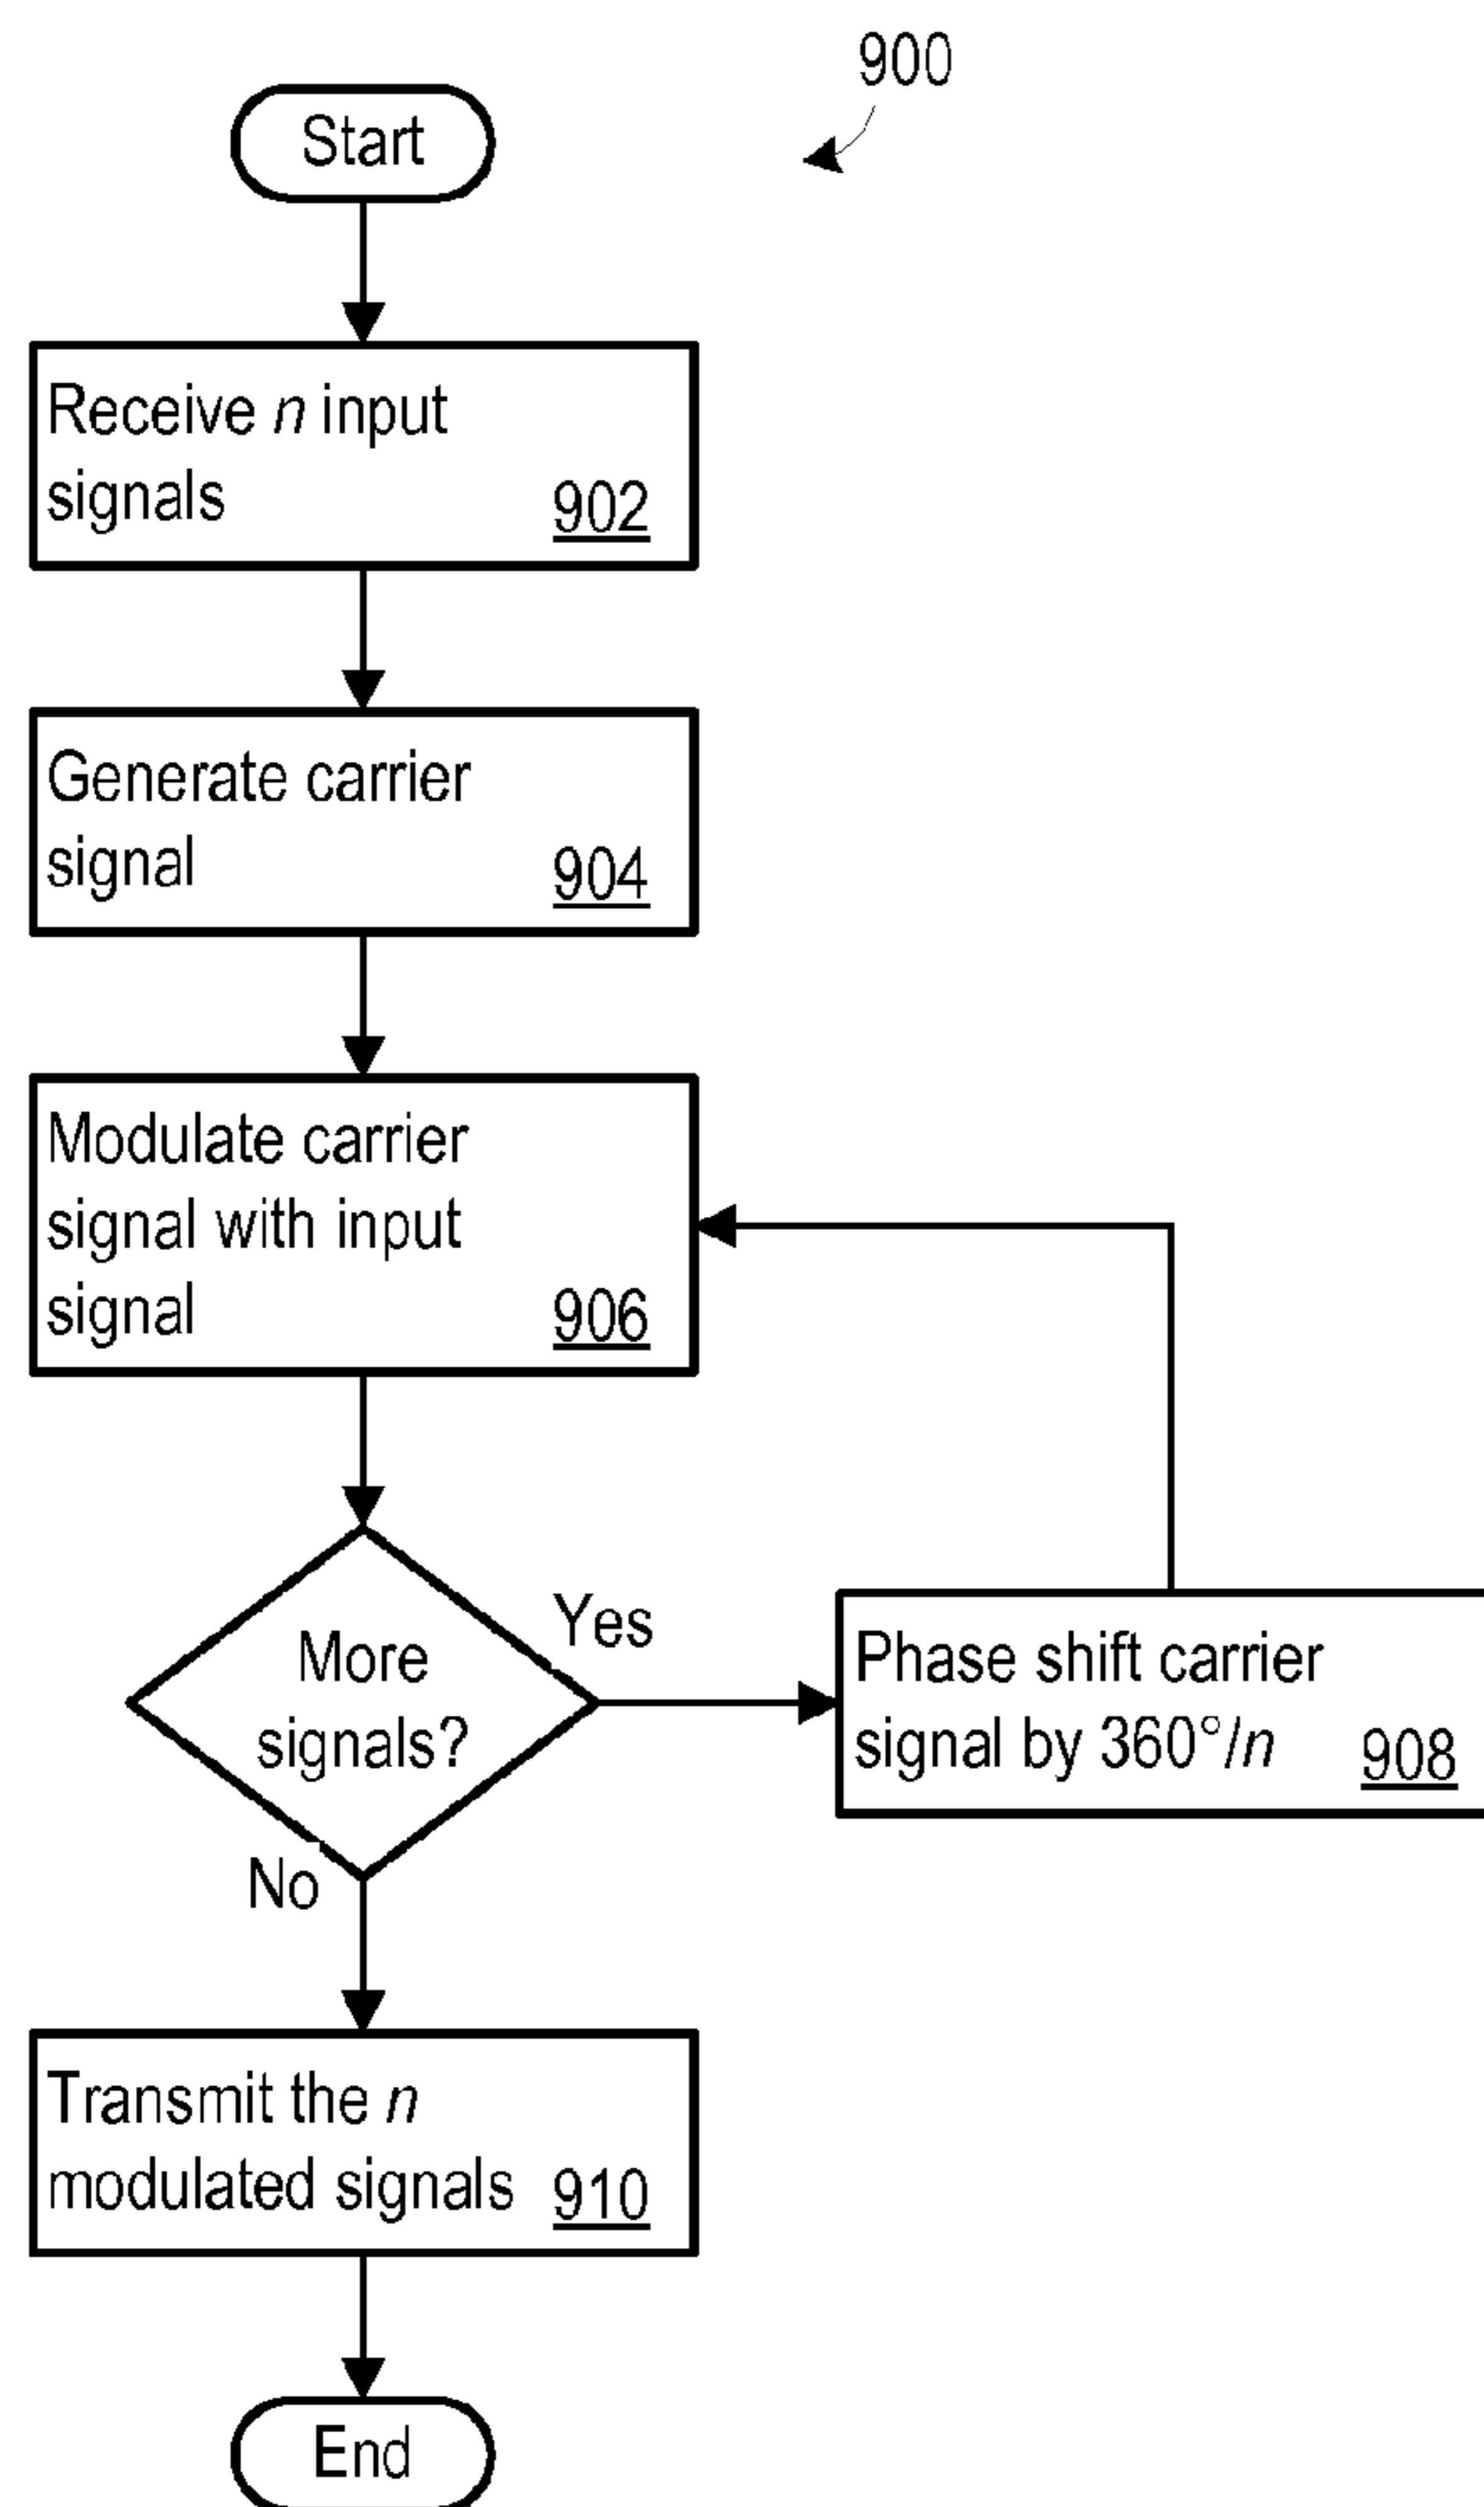 900
Start
Receive n input
signals
902
Generate carrier
signal
904
Modulate carrier
signal with input
signal
906
More
signals?
Yes
Phase shift carrier
signal by 360°/n
908
No
Transmit the n
modulated signals
910
End